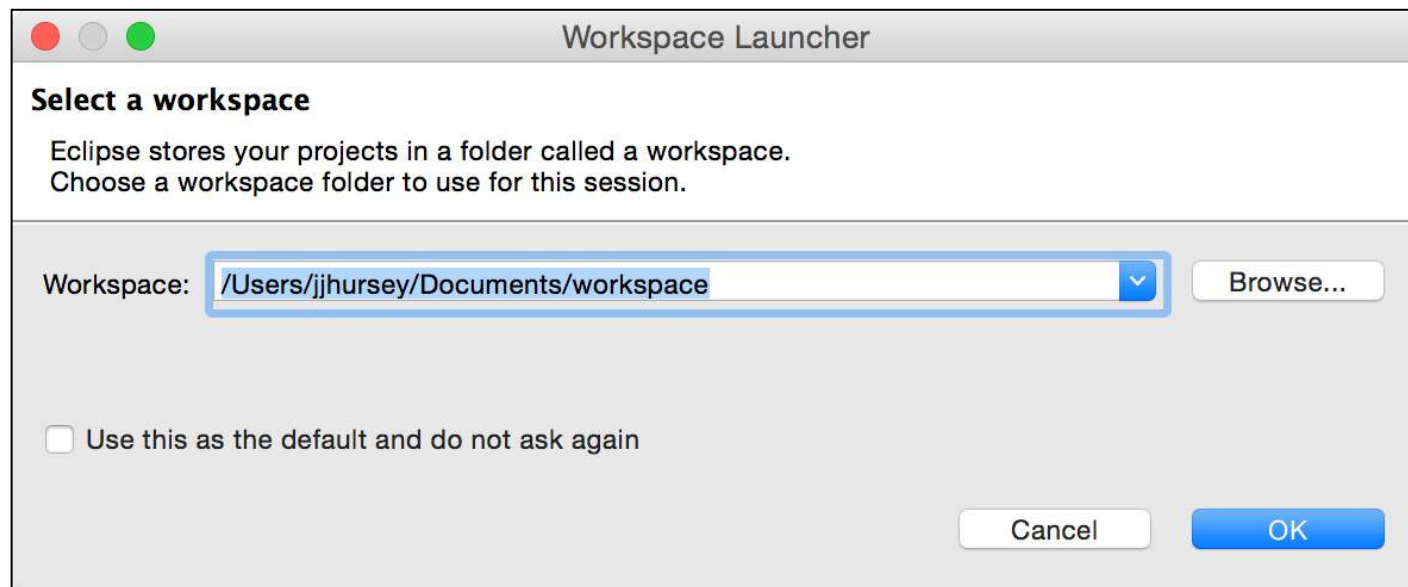 Workspace Launcher
Select a workspace
Eclipse stores your projects in a folder called a workspace.
Choose a workspace folder to use for this session.
Workspace: /Users/jjhursey/Documents/workspace Browse...
Use this as the default and do not ask again
Cancel OK